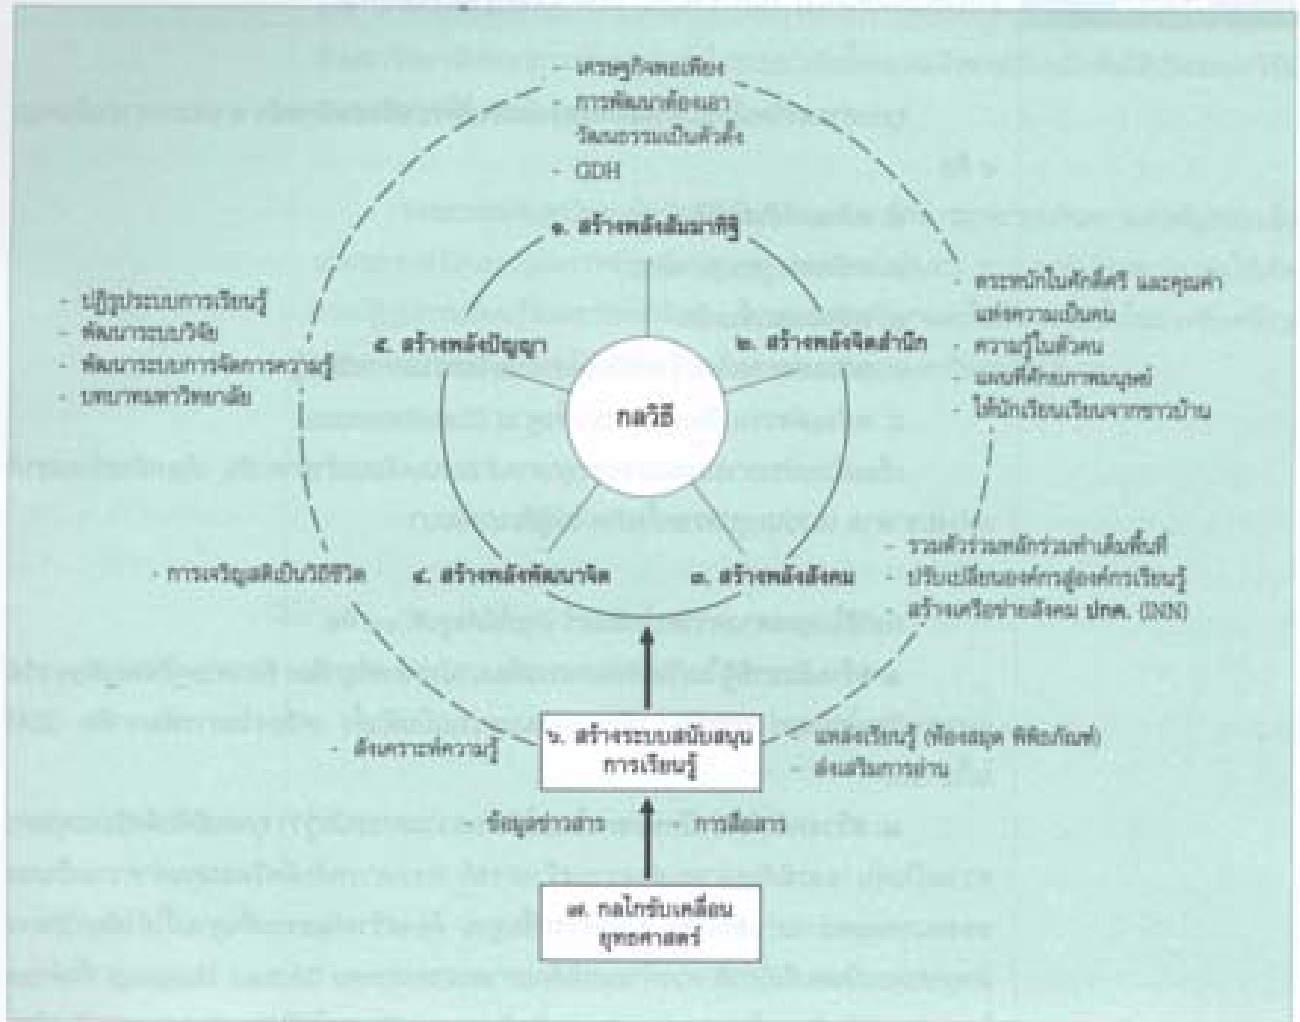 - เศรษฐกิจพอเพียง
- การพัฒนาต้องเอา
วัฒนธรรมเป็นตัวตั้ง
- GDH
๑. สร้างพลังสัมมาทิฐิ
- ตระหนักในศักดิ์ศรี และคุณค่า
แห่งความเป็นคน
- ความรู้ในตัวคน
- แผนที่ศักยภาพมนุษย์
- ให้นักเรียนเรียนจากชาวบ้าน
๒. สร้างพลังจิตสำนึก
- ปฏิรูประบบการเรียนรู้
- พัฒนาระบบวิจัย
- พัฒนาระบบการจัดการความรู้
- บทบาทมหาวิทยาลัย
๕. สร้างพลังปัญญา
กลวิธี
- การเจริญสติเป็นวิถีชีวิต
๔. สร้างพลังพัฒนาจิต
๓. สร้างพลังสังคม
- รวมตัวร่วมหลักร่วมทำเต็มพื้นที่
- ปรับเปลี่ยนองค์กรสู่องค์กรเรียนรู้
- สร้างเครือข่ายสังคม ปกค. (INN)
- สังเคราะห์ความรู้
๖. สร้างระบบสนับสนุน
การเรียนรู้
- แหล่งเรียนรู้ (ห้องสมุด พิพิธภัณฑ์)
- ส่งเสริมการอ่าน
- ข้อมูลข่าวสาร
- การสื่อสาร
๗. กลไกขับเคลื่อน
ยุทธศาสตร์